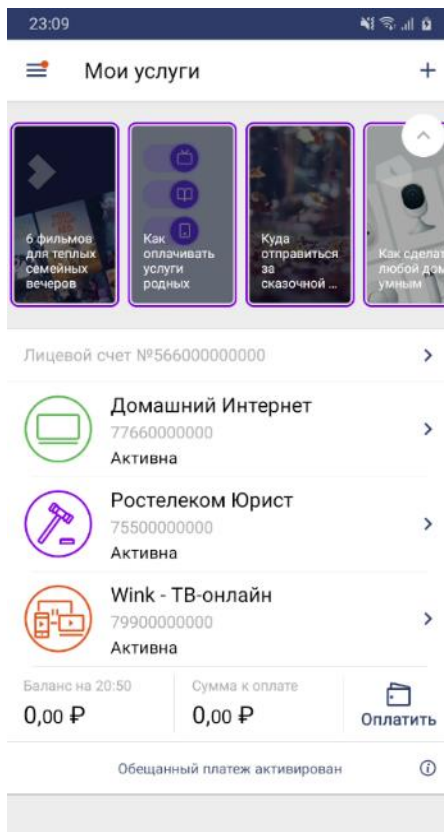 23:09
Мои услуги
6 фильмов
для теплых
семейных
вечеров
Как
оплачивать
услуги
родных
Куда
отправиться
за
сказочной ...
Как сделат
любой дом
умным
Лицевой счет №566000000000
Домашний Интернет
77660000000
Активна
Ростелеком Юрист
75500000000
Активна
Wink - ТВ-онлайн
79900000000
Активна
Баланс на 20:50
Сумма к оплате
0,00 ₽
0,00 ₽
Оплатить
Обещанный платеж активирован